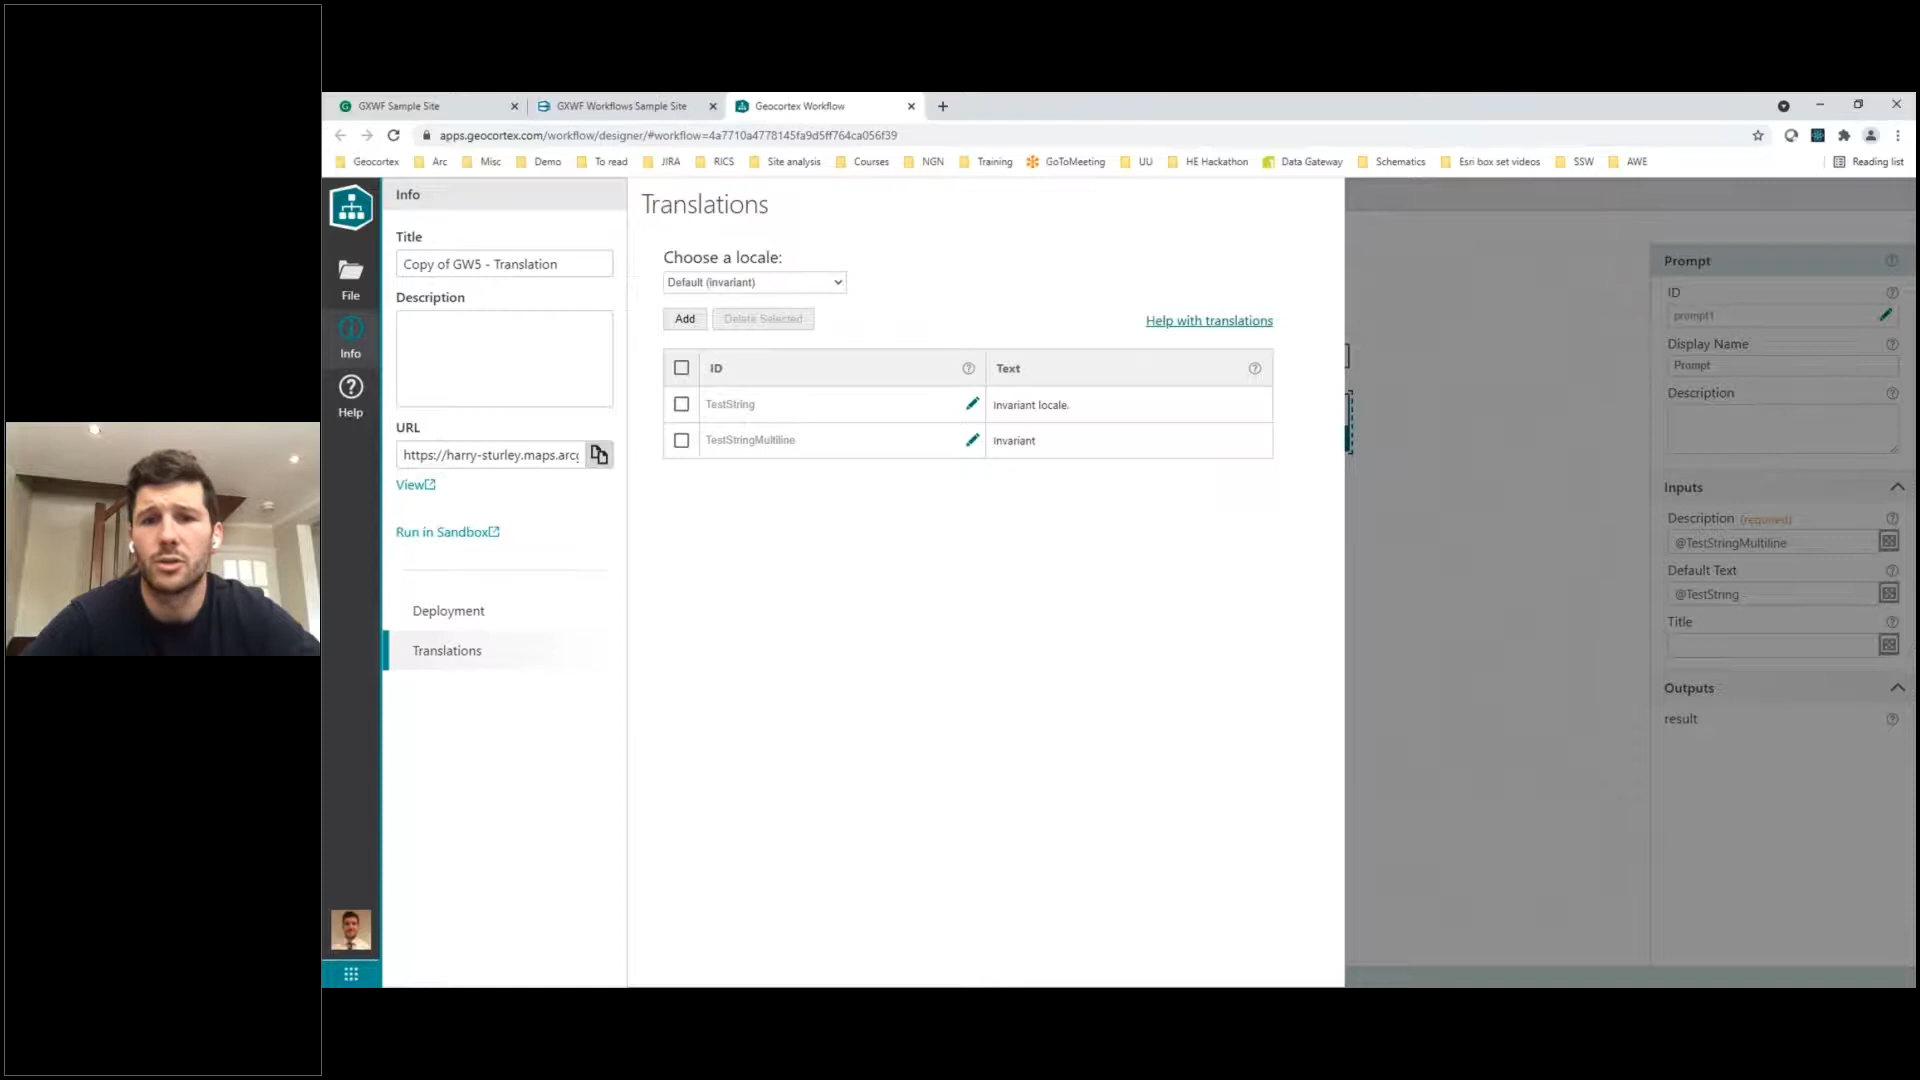 GXWF Sample Site
GXWF Workflows Sample Site
Geocortex Workflow
apps.geocortex.com/workflow/designer/#workflow=4a7710a4778145fa9d5ff764ca056f39
Geocortex Arc Misc Demo To read JIRA RICS Site analysis Courses NGN Training GoToMeeting UU HE Hackathon Data Gateway Schematics Esri box set videos SSW AWE Reading list
File
Info
Help
Info
Title
Copy of GW5 - Translation
Description
URL
https://harry-sturley.maps.arc
View
Run in Sandbox
Deployment
Translations
Translations
Choose a locale:
Default (invariant)
Add Delete Selected
Help with translations
ID Text
TestString Invariant locale.
TestStringMultiline Invariant
Prompt
ID
prompt1
Display Name
Prompt
Description
Inputs
Description (required)
@TestStringMultiline
Default Text
@TestString
Title
Outputs
result